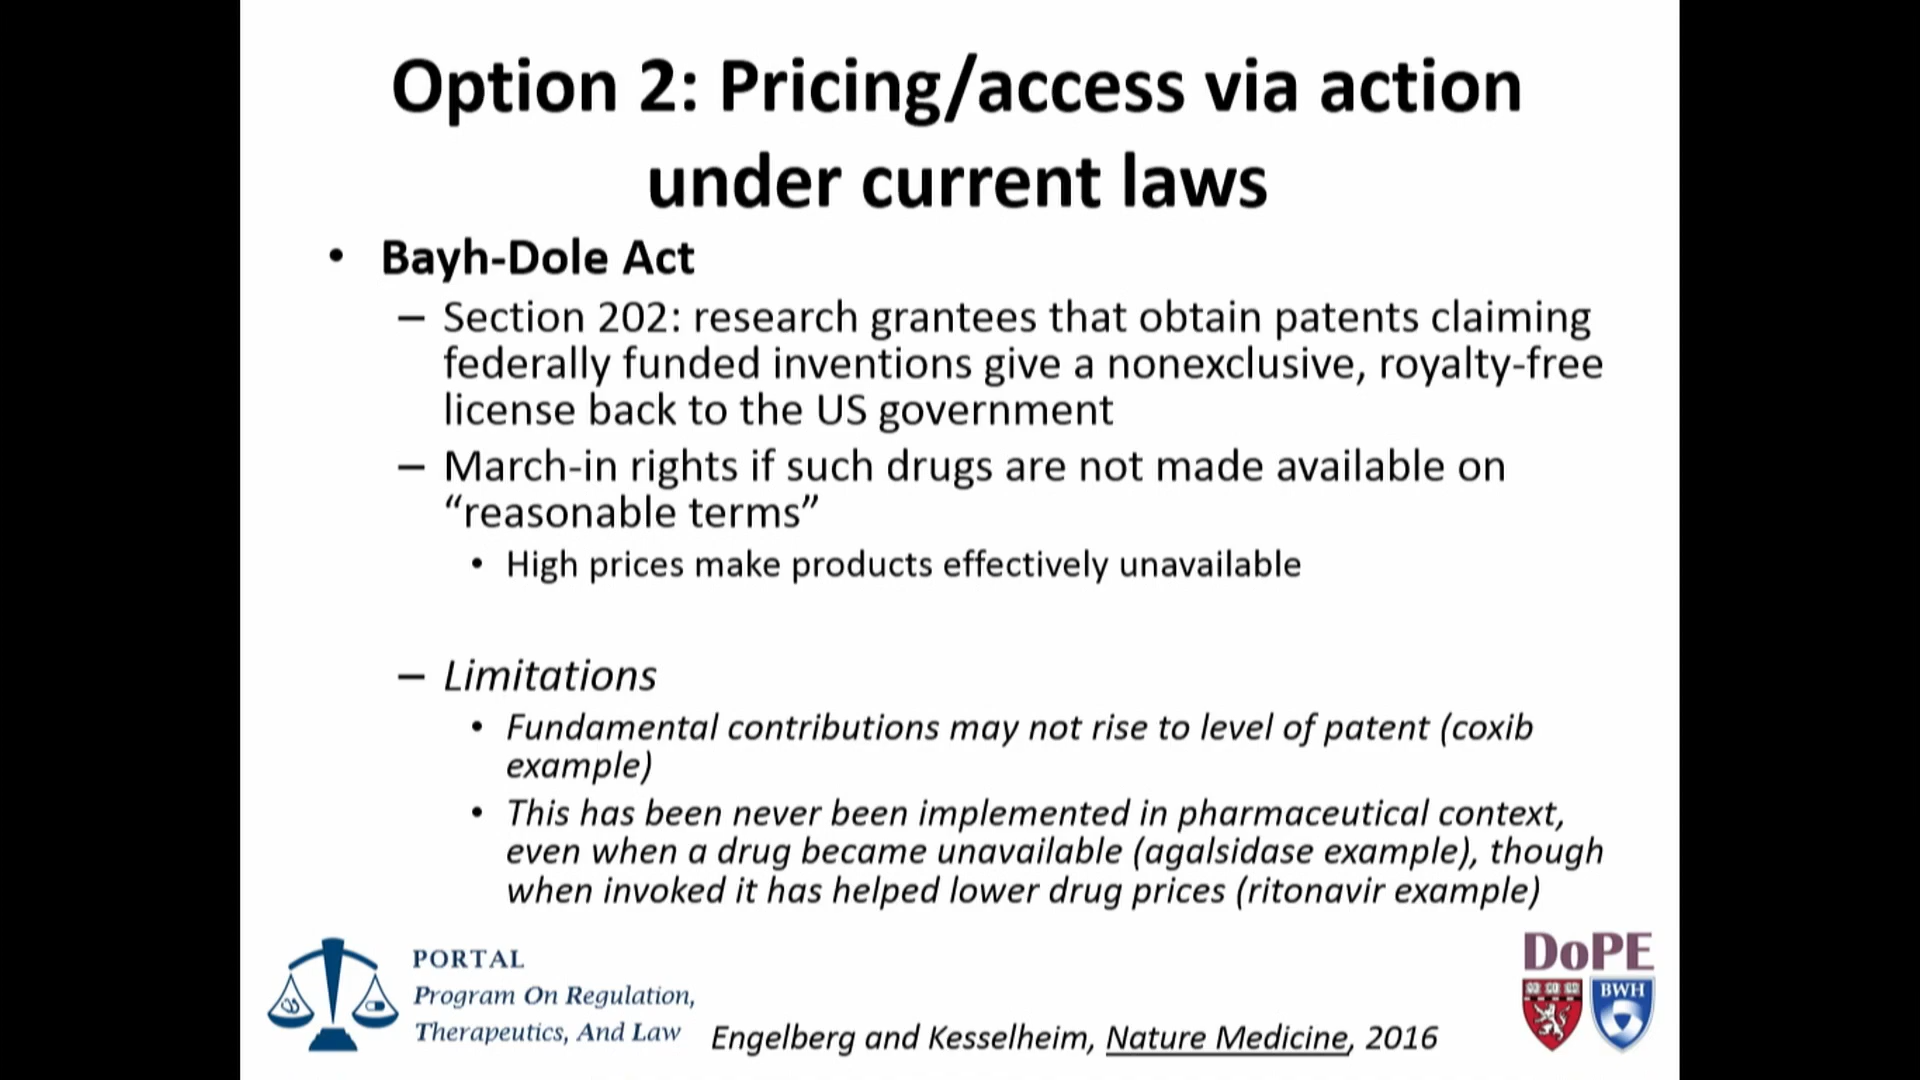 Option 2: Pricing/access via action
under current laws
• Bayh-Dole Act
– Section 202: research grantees that obtain patents claiming
federally funded inventions give a nonexclusive, royalty-free
license back to the US government
– March-in rights if such drugs are not made available on
“reasonable terms”
• High prices make products effectively unavailable
– Limitations
• Fundamental contributions may not rise to level of patent (coxib
example)
• This has been never been implemented in pharmaceutical context,
even when a drug became unavailable (agalsidase example), though
when invoked it has helped lower drug prices (ritonavir example)
PORTAL
Program On Regulation,
Therapeutics, And Law
Engelberg and Kesselheim, Nature Medicine, 2016
DoPE
BWH